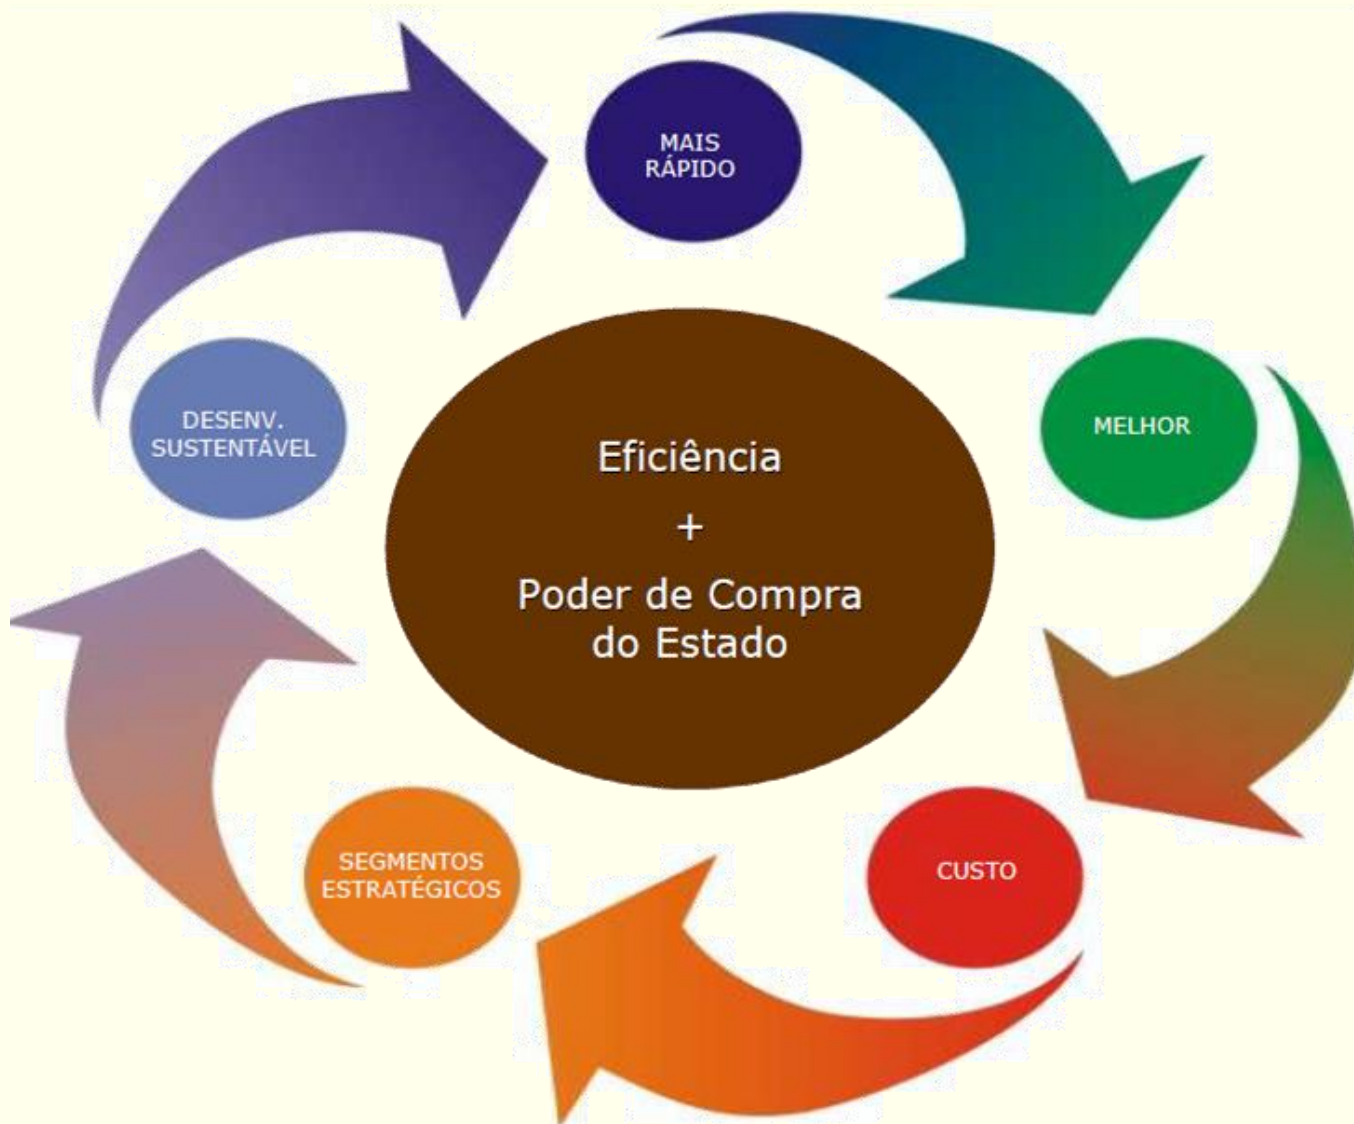 MAIS
RÁPIDO
MELHOR
CUSTO
SEGMENTOS
ESTRATÉGICOS
DESENV.
SUSTENTÁVEL
Eficiência
+
Poder de Compra
do Estado